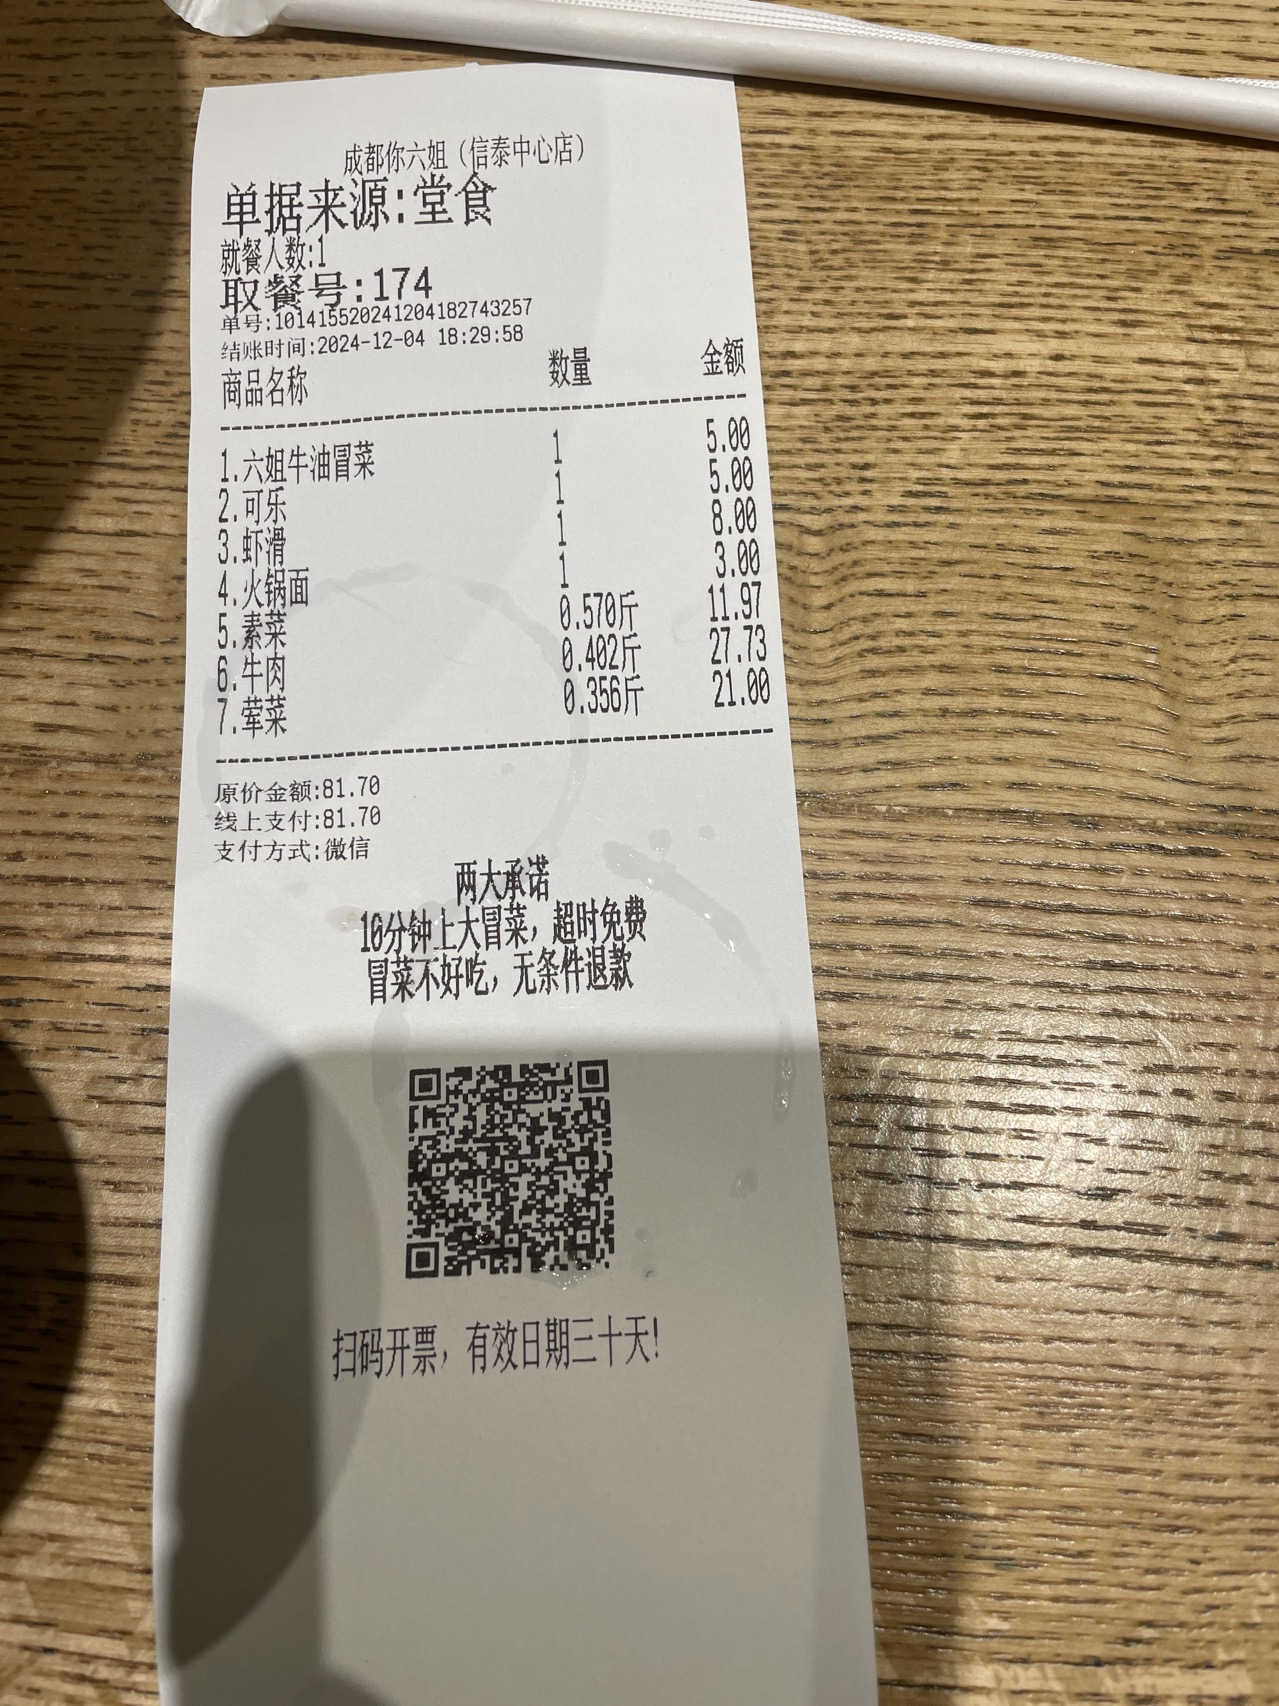 成都你六姐（信泰中心店）
单据来源:堂食
就餐人数:1
取餐号:174
单号:101415520241204182743257
结账时间:2024-12-04 18:29:58
商品名称 数量 金额
1.六姐牛油冒菜 1 5.00
2.可乐 1 5.00
3.虾滑 1 8.00
4.火锅面 1 3.00
5.素菜 0.570斤 11.97
6.牛肉 0.402斤 27.73
7.荤菜 0.356斤 21.00
原价金额:81.70
线上支付:81.70
支付方式:微信
两大承诺
10分钟上大冒菜，超时免费
冒菜不好吃，无条件退款
扫码开票，有效日期三十天!